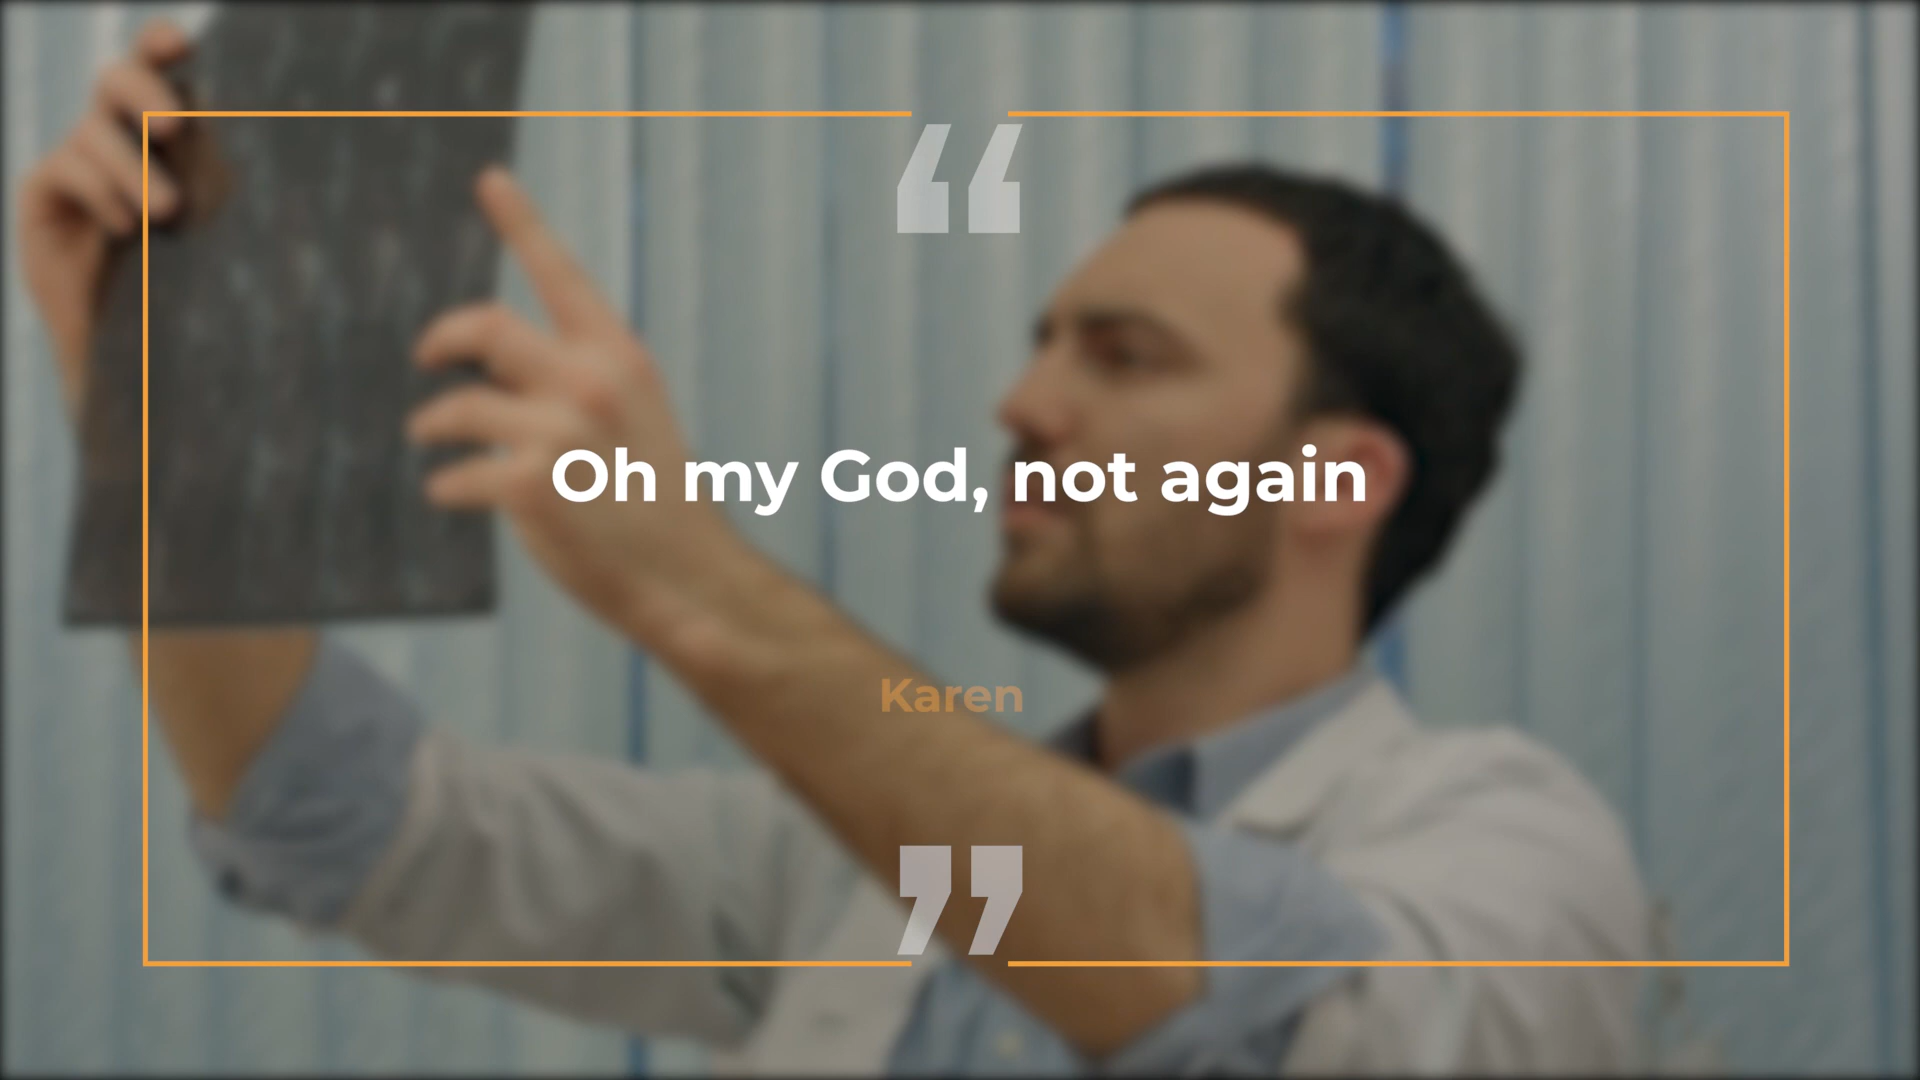 “
Oh my God, not again
Karen
”